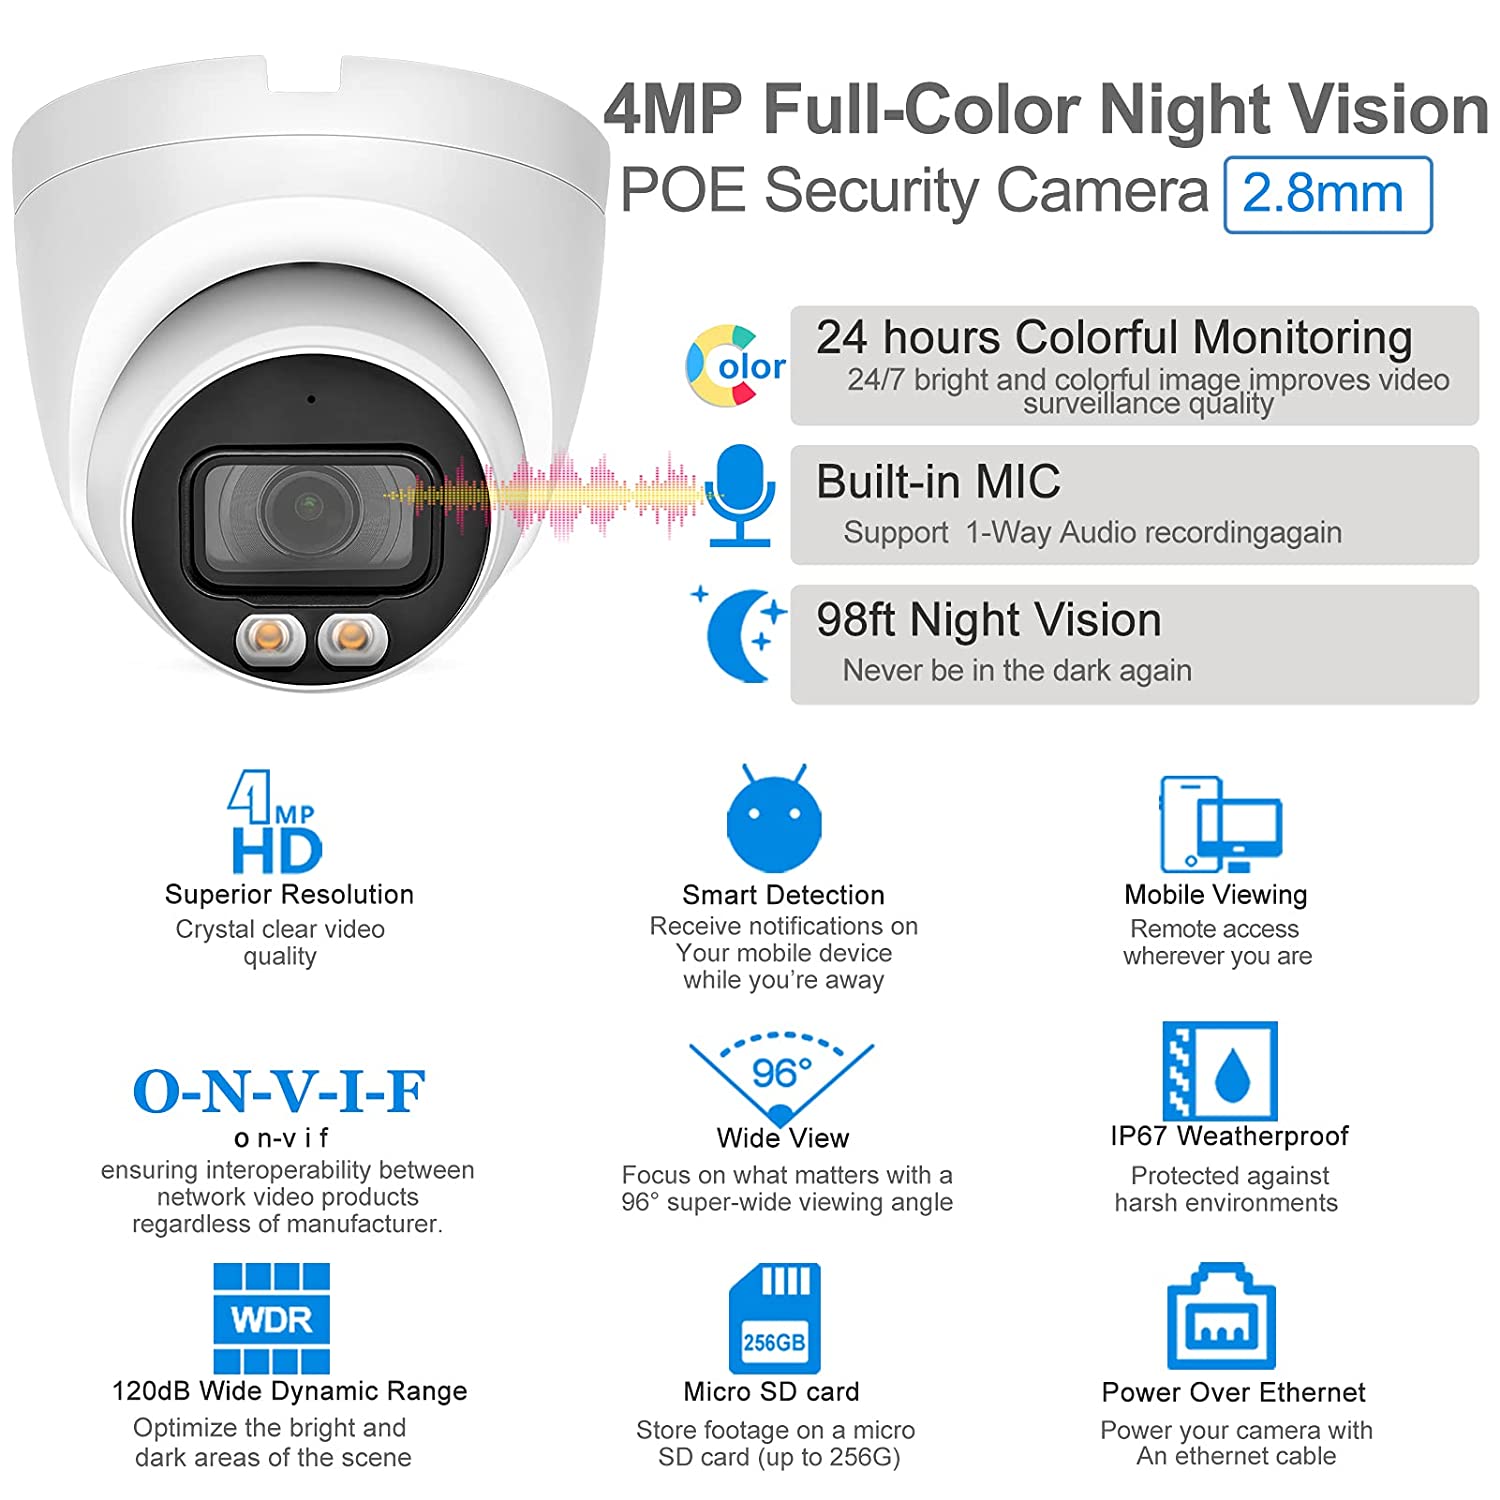 4MP Full-Color Night Vision
POE Security Camera 2.8mm
Color
24 hours Colorful Monitoring
24/7 bright and colorful image improves video
surveillance quality
Built-in MIC
Support 1-Way Audio recordingagain
98ft Night Vision
Never be in the dark again
4MP
HD
Superior Resolution
Crystal clear video
quality
Smart Detection
Receive notifications on
Your mobile device
while you're away
Mobile Viewing
Remote access
wherever you are
O-N-V-I-F
on-vif
ensuring interoperability between
network video products
regardless of manufacturer.
96°
Wide View
Focus on what matters with a
96° super-wide viewing angle
IP67 Weatherproof
Protected against
harsh environments
WDR
120dB Wide Dynamic Range
Optimize the bright and
dark areas of the scene
256GB
Micro SD card
Store footage on a micro
SD card (up to 256G)
Power Over Ethernet
Power your camera with
An ethernet cable